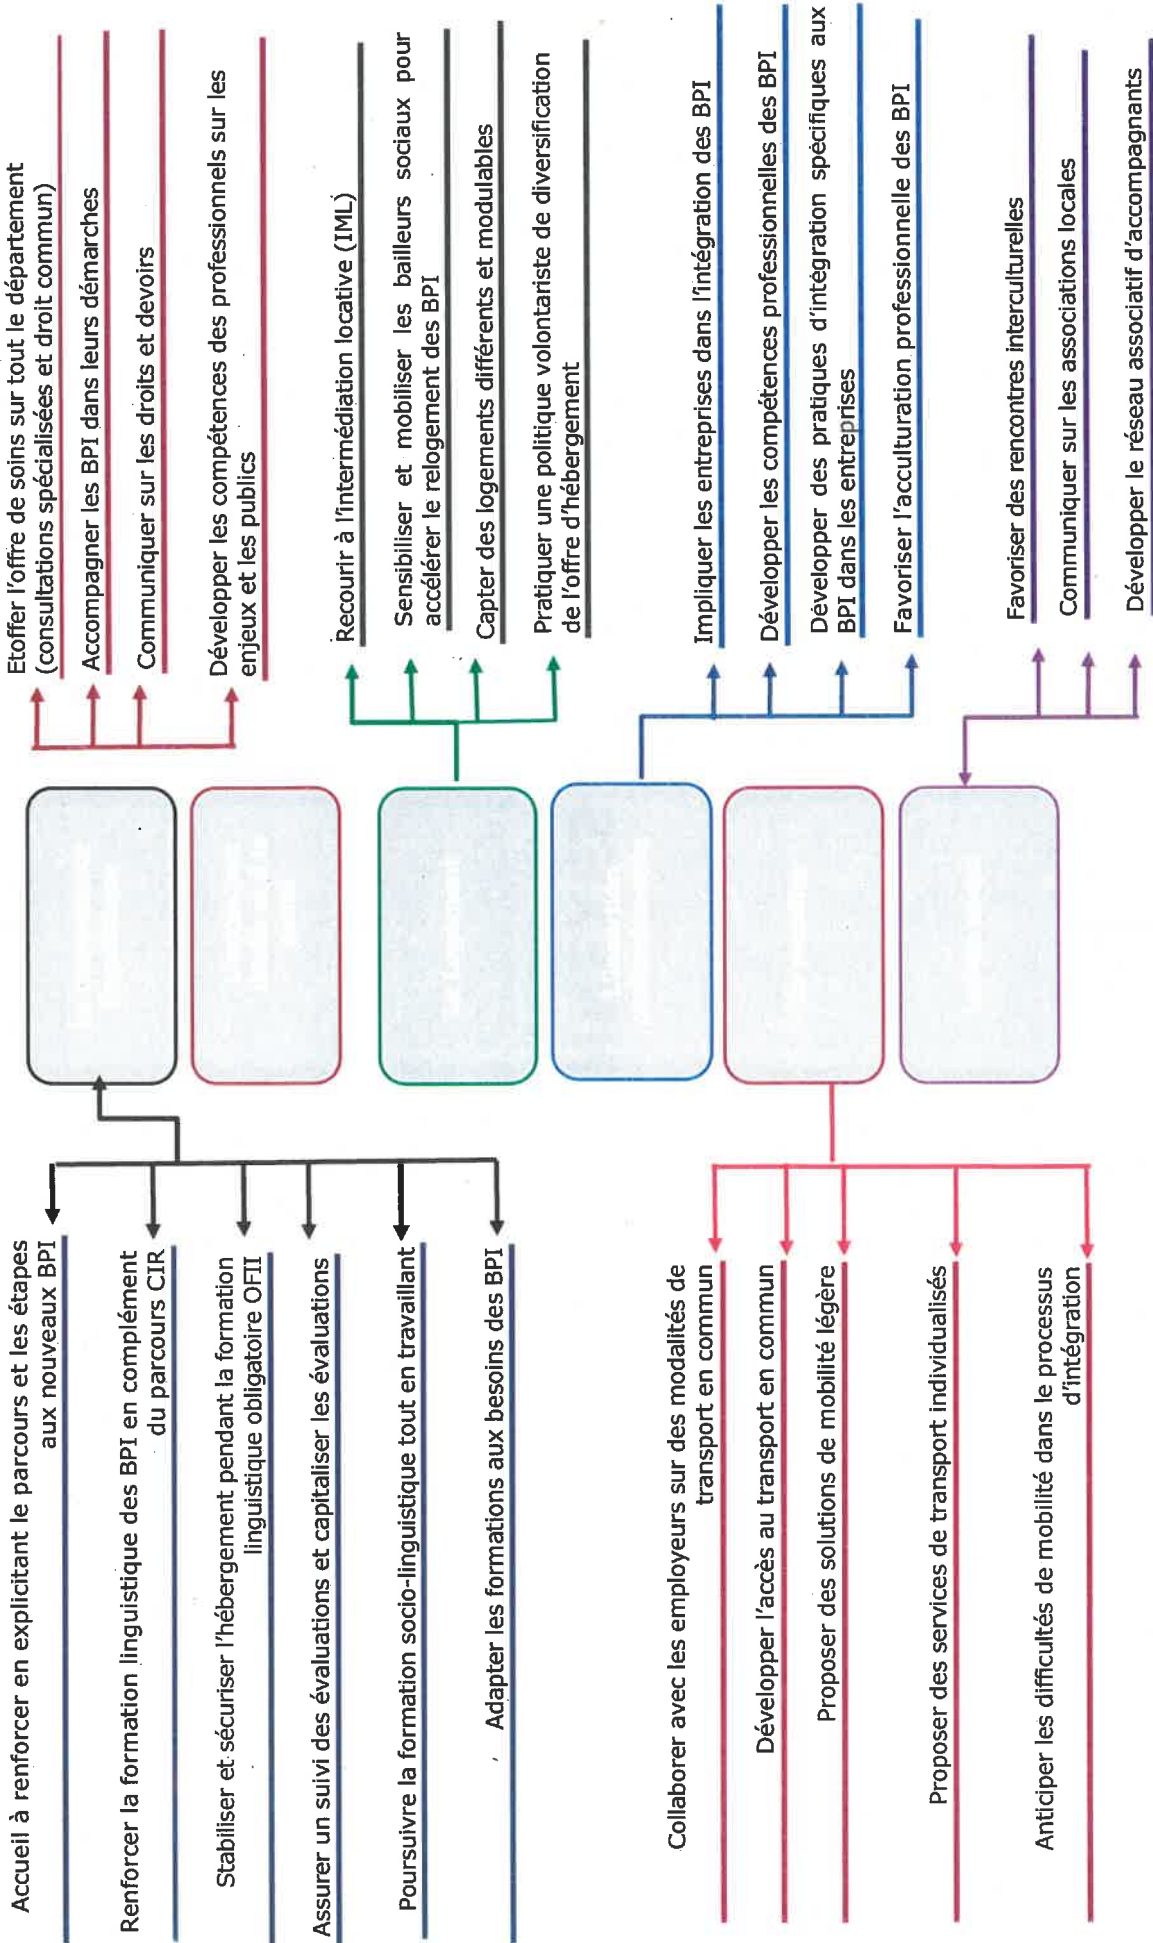 Accueil à renforcer en explicitant le parcours et les étapes
aux nouveaux BPI
Renforcer la formation linguistique des BPI en complément
du parcours CIR
Stabiliser et sécuriser l'hébergement pendant la formation
linguistique obligatoire OFII
Assurer un suivi des évaluations et capitaliser les évaluations
Poursuivre la formation socio-linguistique tout en travaillant
Adapter les formations aux besoins des BPI
Collaborer avec les employeurs sur des modalités de
transport en commun
Développer l'accès au transport en commun
Proposer des solutions de mobilité légère
Proposer des services de transport individualisés
Anticiper les difficultés de mobilité dans le processus
d'intégration
Etoffer l'offre de soins sur tout le département
(consultations spécialisées et droit commun)
Accompagner les BPI dans leurs démarches
Communiquer sur les droits et devoirs
Développer les compétences des professionnels sur les
enjeux et les publics
Recourir à l'intermédiation locative (IML)
Sensibiliser et mobiliser les bailleurs sociaux pour
accélérer le relogement des BPI
Capter des logements différents et modulables
Pratiquer une politique volontariste de diversification
de l'offre d'hébergement
Impliquer les entreprises dans l'intégration des BPI
Développer les compétences professionnelles des BPI
Développer des pratiques d'intégration spécifiques aux
BPI dans les entreprises
Favoriser l'acculturation professionnelle des BPI
Favoriser des rencontres interculturelles
Communiquer sur les associations locales
Développer le réseau associatif d'accompagnants